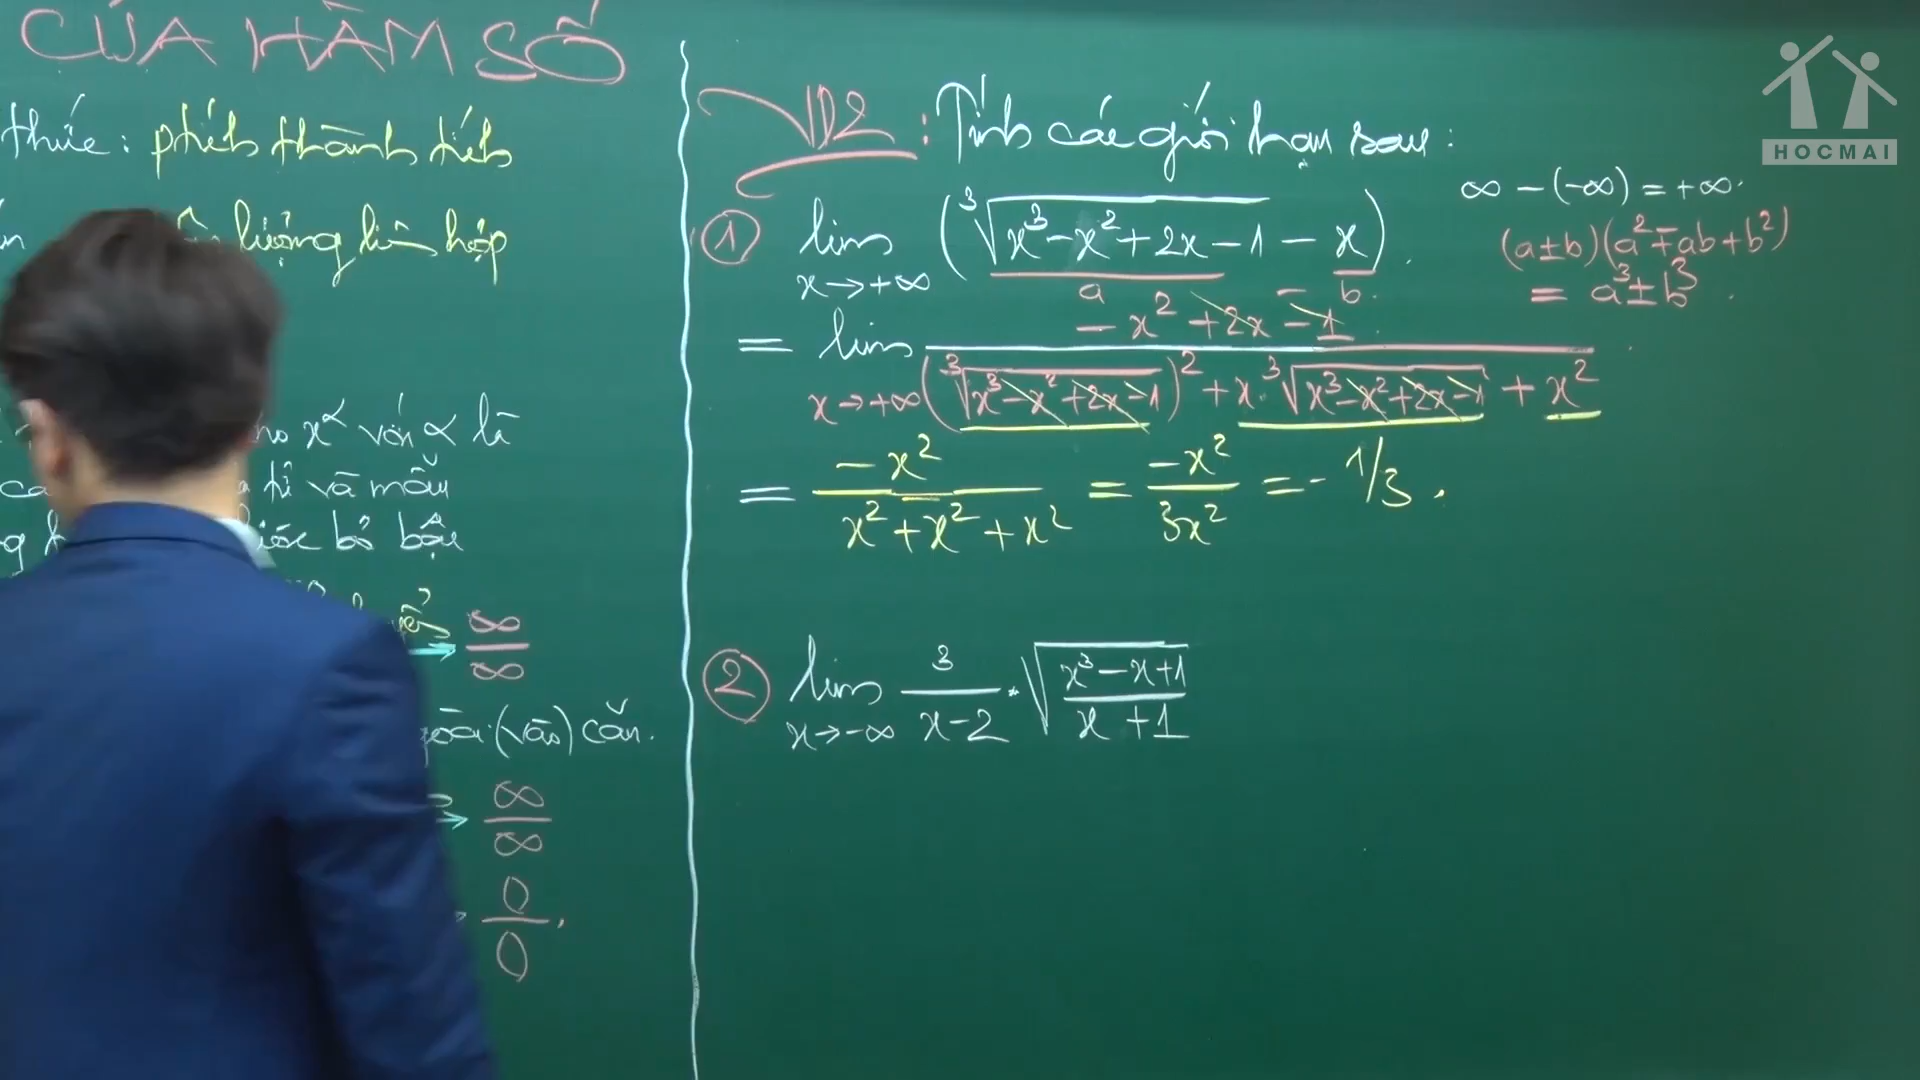 CỦA HÀM SỐ
thức: phích thành tích
lượng liên hợp
x^α với α là
tử và mẫu
bỏ bậc
→ ∞/∞
(vào) căn.
→ ∞/∞
0/0.
VD2: Tính các giới hạn sau:
① lim x→+∞ (∛(x³-x²+2x-1) - x).
a - b.
∞ - (-∞) = +∞.
(a±b)(a²∓ab+b²)
= a³±b³.
= lim x→+∞ (-x²+2x-1)/((∛(x³-x²+2x-1))²+x.∛(x³-x²+2x-1)+x²)
= -x²/(x²+x²+x²) = -x²/3x² = -1/3.
② lim x→-∞ 3/(x-2).√((x³-x+1)/(x+1))
HOCMAI